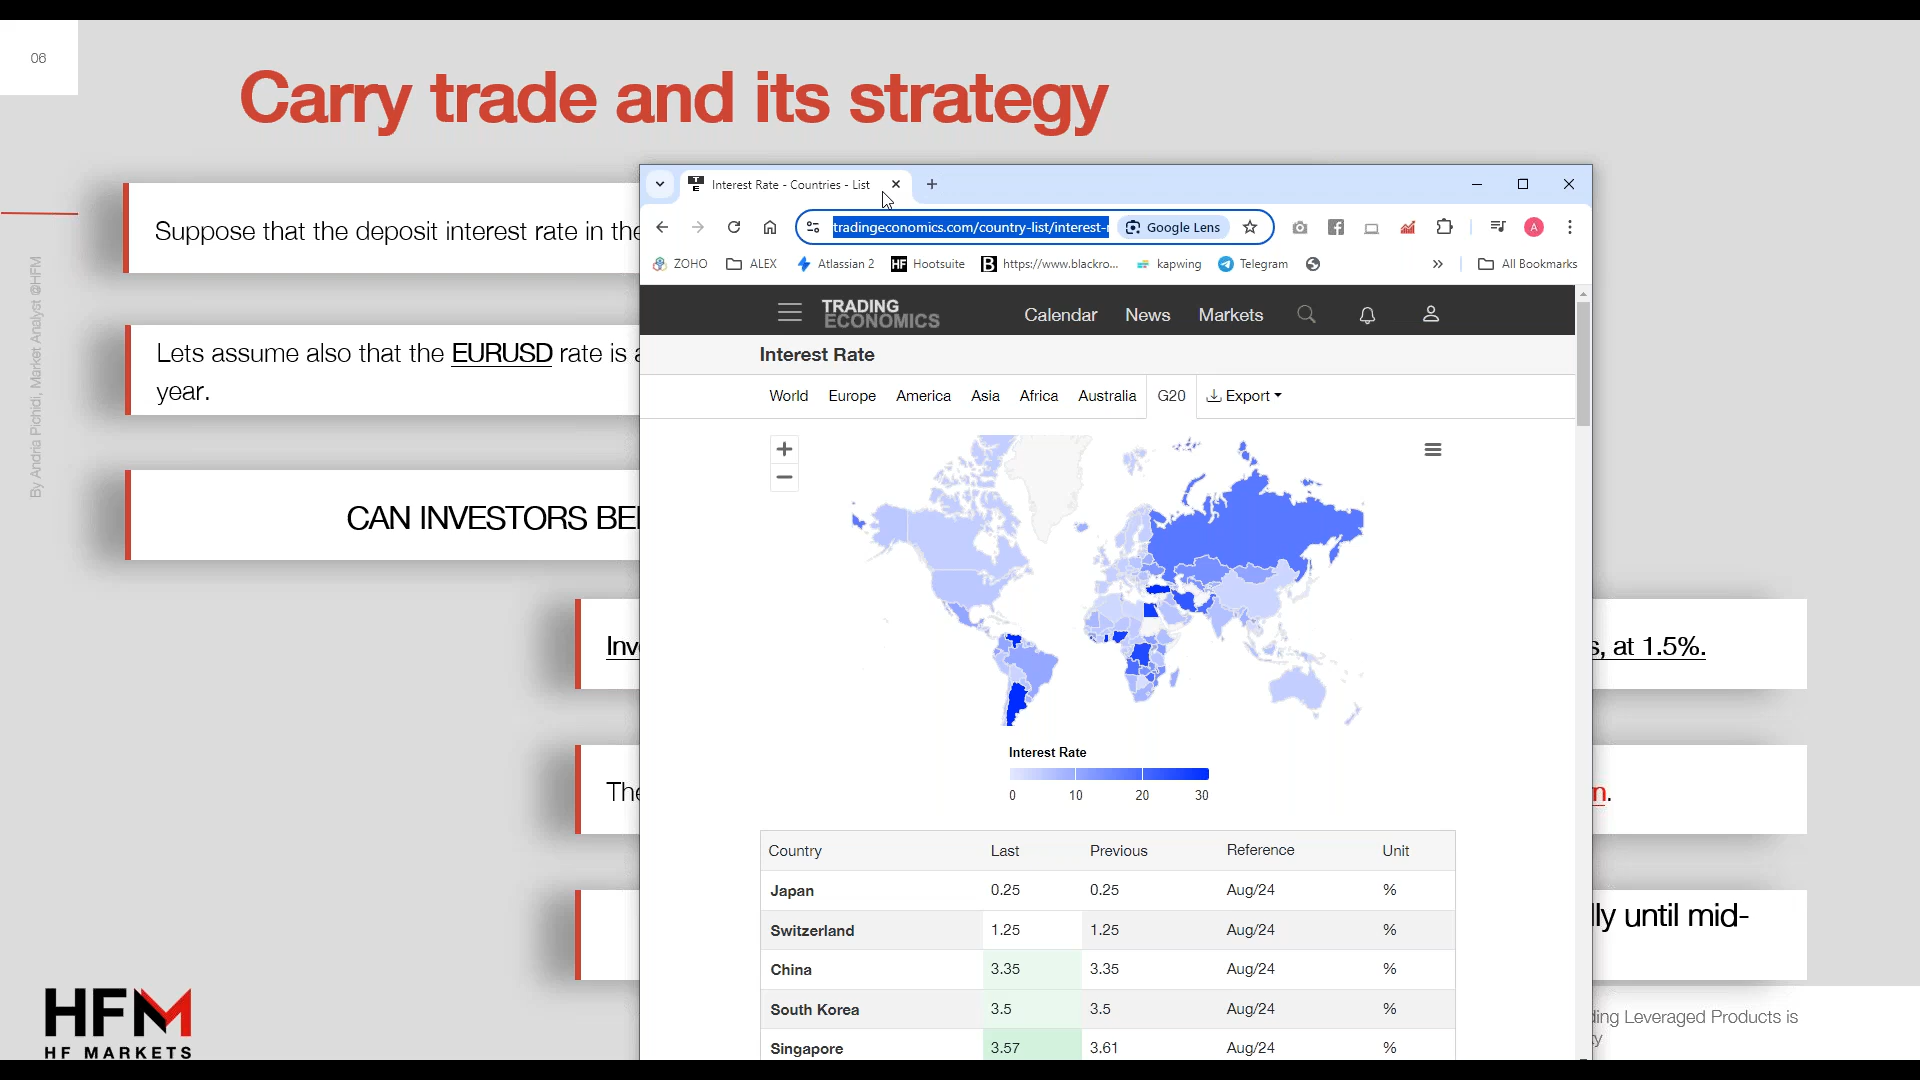 06
Carry trade and its strategy
By Andria Pichidi, Market Analyst @HFM
Suppose that the deposit interest rate in the
Lets assume also that the EURUSD rate is
year.
CAN INVESTORS
s, at 1.5%.
The
n.
lly until mid-
HFM
HF MARKETS
ding Leveraged Products is
Interest Rate - Countries - List
tradingeconomics.com/country-list/interest-
Google Lens
A
ZOHO
ALEX
Atlassian 2
HF Hootsuite
B https://www.blackro...
kapwing
Telegram
All Bookmarks
TRADING
ECONOMICS
Calendar News Markets
Interest Rate
World Europe America Asia Africa Australia G20 Export
+
−
Interest Rate
0 10 20 30
Country Last Previous Reference Unit
Japan 0.25 0.25 Aug/24 %
Switzerland 1.25 1.25 Aug/24 %
China 3.35 3.35 Aug/24 %
South Korea 3.5 3.5 Aug/24 %
Singapore 3.57 3.61 Aug/24 %